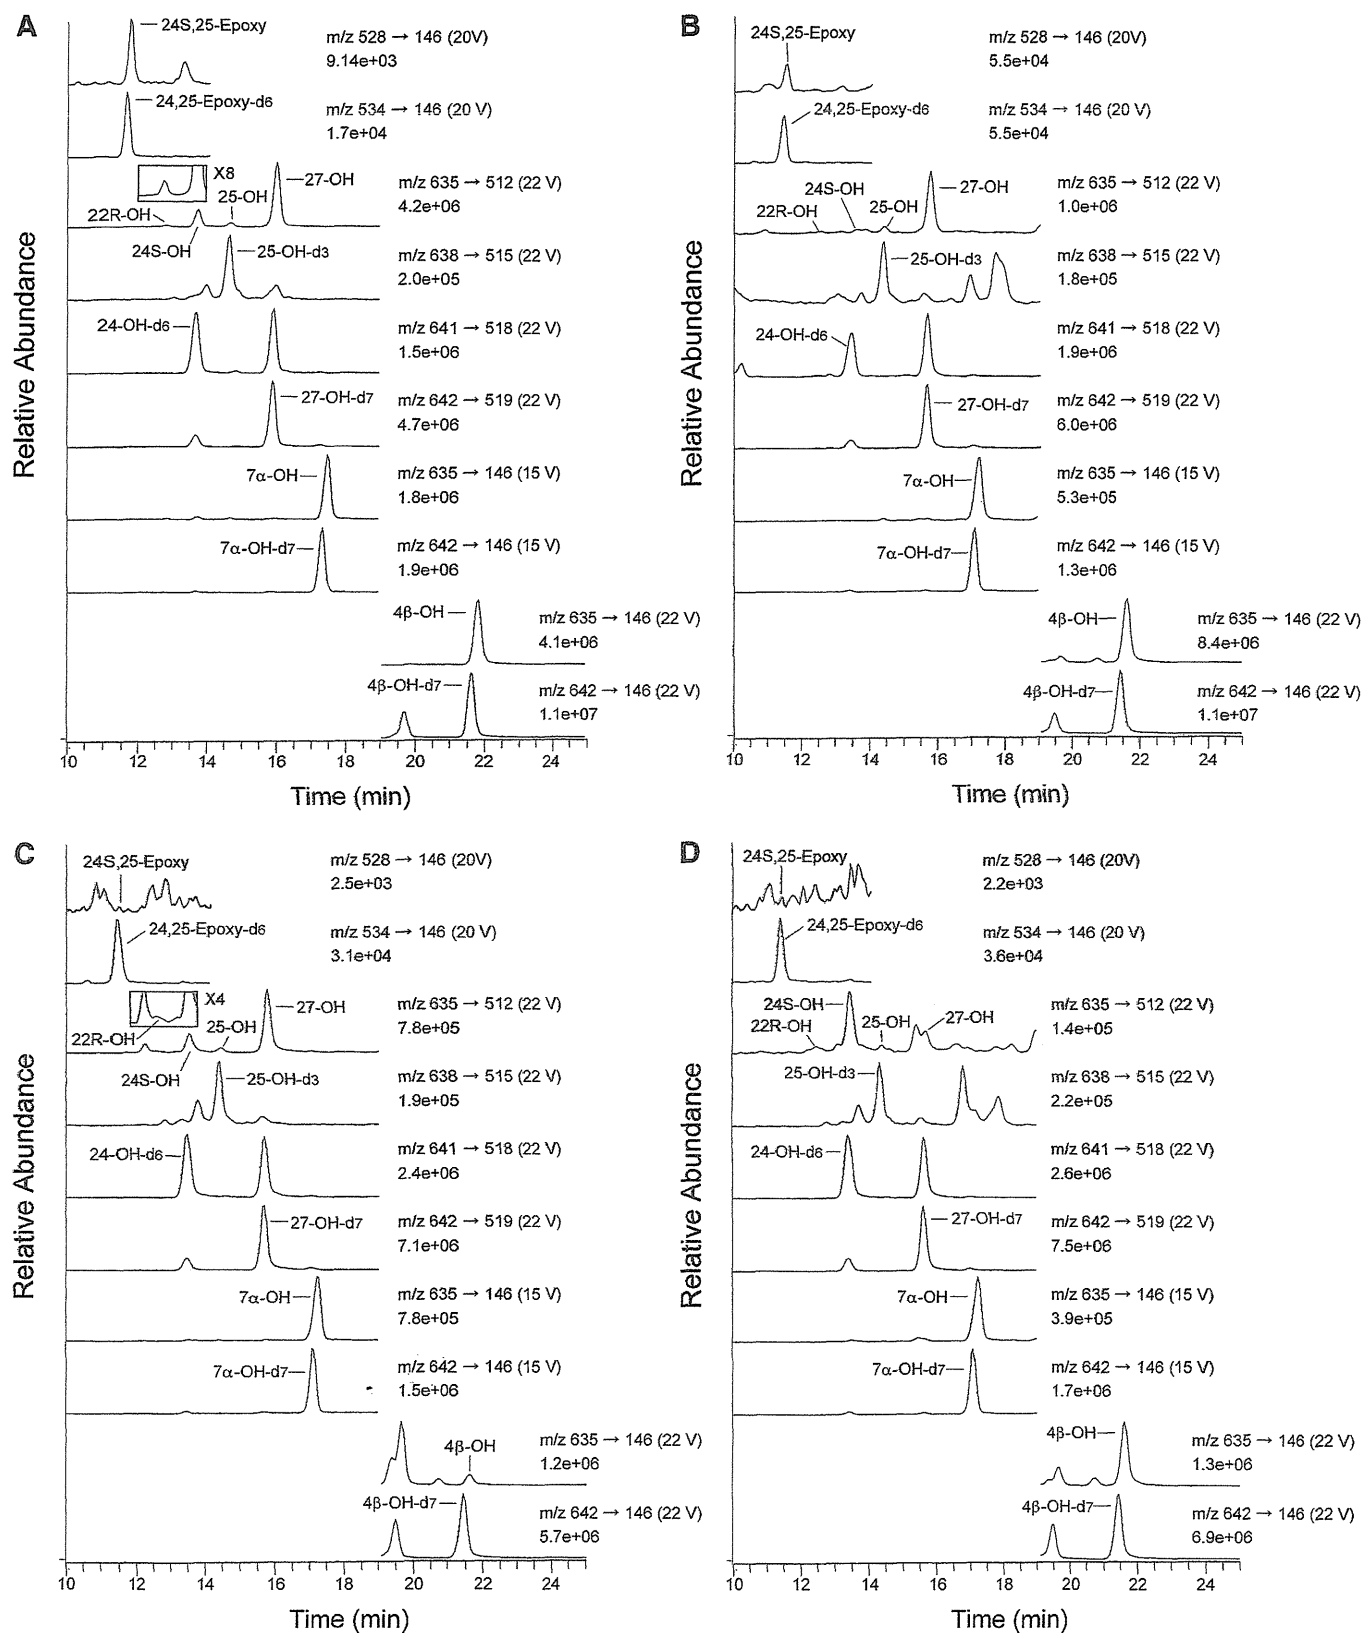 A
24S,25-Epoxy
m/z 528 → 146 (20V)
9.14e+03
24,25-Epoxy-d6
m/z 534 → 146 (20 V)
1.7e+04
X8
27-OH
m/z 635 → 512 (22 V)
4.2e+06
25-OH
22R-OH
24S-OH
25-OH-d3
m/z 638 → 515 (22 V)
2.0e+05
24-OH-d6
m/z 641 → 518 (22 V)
1.5e+06
27-OH-d7
m/z 642 → 519 (22 V)
4.7e+06
7α-OH
m/z 635 → 146 (15 V)
1.8e+06
7α-OH-d7
m/z 642 → 146 (15 V)
1.9e+06
4β-OH
m/z 635 → 146 (22 V)
4.1e+06
4β-OH-d7
m/z 642 → 146 (22 V)
1.1e+07
10 12 14 16 18 20 22 24
Time (min)
Relative Abundance
B
24S,25-Epoxy
m/z 528 → 146 (20V)
5.5e+04
24,25-Epoxy-d6
m/z 534 → 146 (20 V)
5.5e+04
24S-OH
27-OH
m/z 635 → 512 (22 V)
1.0e+06
22R-OH
25-OH
25-OH-d3
m/z 638 → 515 (22 V)
1.8e+05
24-OH-d6
m/z 641 → 518 (22 V)
1.9e+06
27-OH-d7
m/z 642 → 519 (22 V)
6.0e+06
7α-OH
m/z 635 → 146 (15 V)
5.3e+05
7α-OH-d7
m/z 642 → 146 (15 V)
1.3e+06
4β-OH
m/z 635 → 146 (22 V)
8.4e+06
4β-OH-d7
m/z 642 → 146 (22 V)
1.1e+07
10 12 14 16 18 20 22 24
Time (min)
Relative Abundance
C
24S,25-Epoxy
m/z 528 → 146 (20V)
2.5e+03
24,25-Epoxy-d6
m/z 534 → 146 (20 V)
3.1e+04
X4
27-OH
m/z 635 → 512 (22 V)
7.8e+05
25-OH
22R-OH
24S-OH
25-OH-d3
m/z 638 → 515 (22 V)
1.9e+05
24-OH-d6
m/z 641 → 518 (22 V)
2.4e+06
27-OH-d7
m/z 642 → 519 (22 V)
7.1e+06
7α-OH
m/z 635 → 146 (15 V)
7.8e+05
7α-OH-d7
m/z 642 → 146 (15 V)
1.5e+06
4β-OH
m/z 635 → 146 (22 V)
1.2e+06
4β-OH-d7
m/z 642 → 146 (22 V)
5.7e+06
10 12 14 16 18 20 22 24
Time (min)
Relative Abundance
D
24S,25-Epoxy
m/z 528 → 146 (20V)
2.2e+03
24,25-Epoxy-d6
m/z 534 → 146 (20 V)
3.6e+04
24S-OH
m/z 635 → 512 (22 V)
1.4e+05
22R-OH
25-OH
27-OH
25-OH-d3
m/z 638 → 515 (22 V)
2.2e+05
24-OH-d6
m/z 641 → 518 (22 V)
2.6e+06
27-OH-d7
m/z 642 → 519 (22 V)
7.5e+06
7α-OH
m/z 635 → 146 (15 V)
3.9e+05
7α-OH-d7
m/z 642 → 146 (15 V)
1.7e+06
4β-OH
m/z 635 → 146 (22 V)
1.3e+06
4β-OH-d7
m/z 642 → 146 (22 V)
6.9e+06
10 12 14 16 18 20 22 24
Time (min)
Relative Abundance